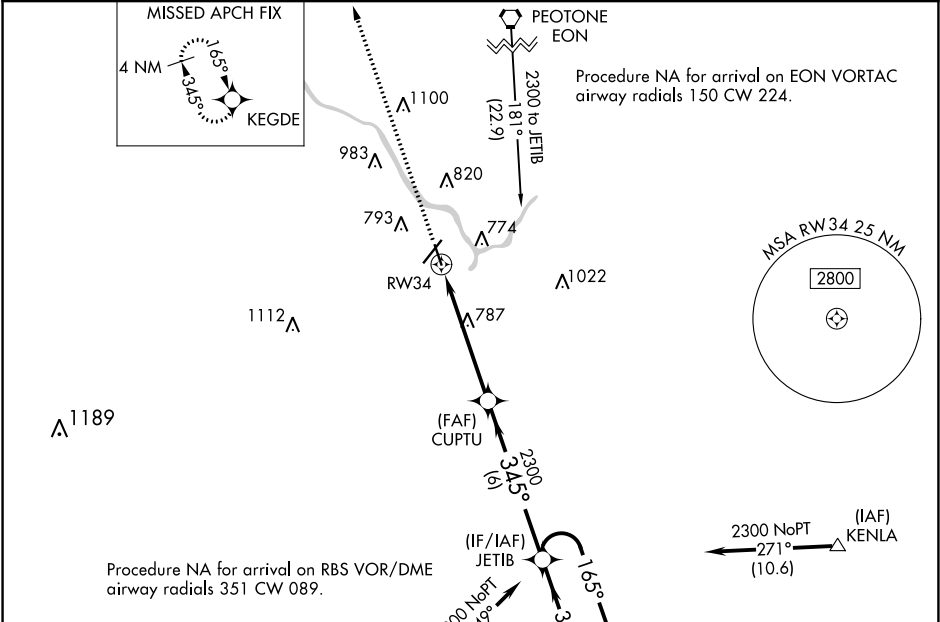 MISSED APCH FIX
4 NM
165°
345°
KEGDE
PEOTONE
EON
2300 to JETIB
181°
(22.9)
Procedure NA for arrival on EON VORTAC
airway radials 150 CW 224.
1100
983
820
793
774
RW34
1022
787
1112
1189
MSA RW34 25 NM
2800
(FAF)
CUPTU
2300
345°
(6)
(IF/IAF)
JETIB
165°
2300 NoPT
271°
(10.6)
(IAF)
KENLA
Procedure NA for arrival on RBS VOR/DME
airway radials 351 CW 089.
NoPT